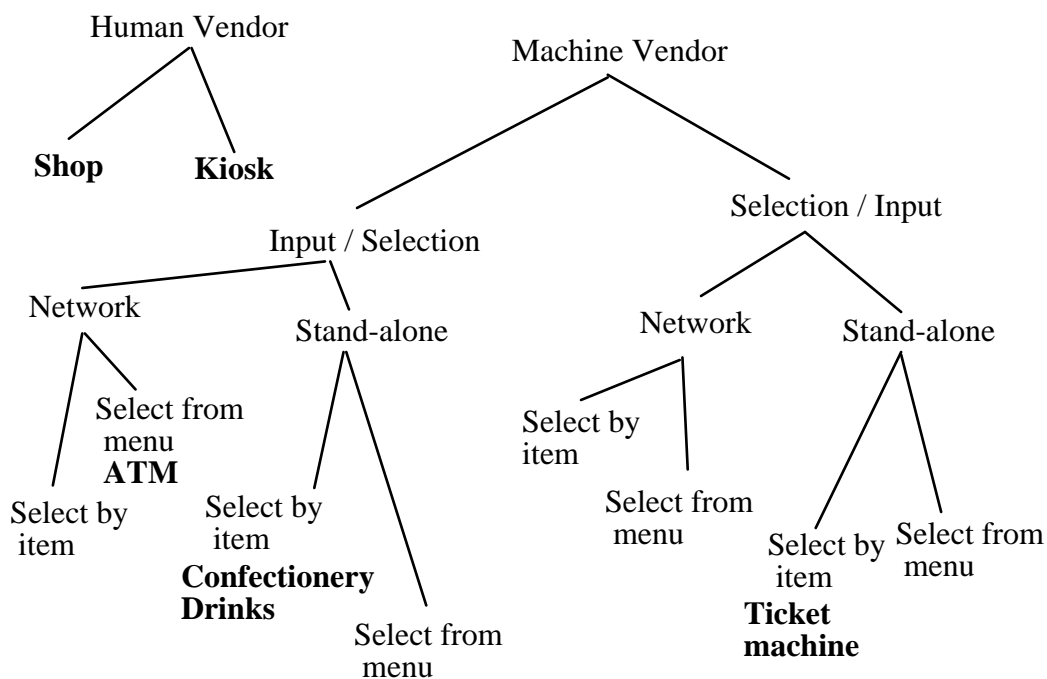 Human Vendor
Machine Vendor
Shop
Kiosk
Selection / Input
Input / Selection
Network
Stand-alone
Network
Stand-alone
Select from
menu
ATM
Select by
item
Select by
item
Confectionery
Drinks
Select from
menu
Select by
item
Select from
menu
Select by
item
Ticket
machine
Select from
menu